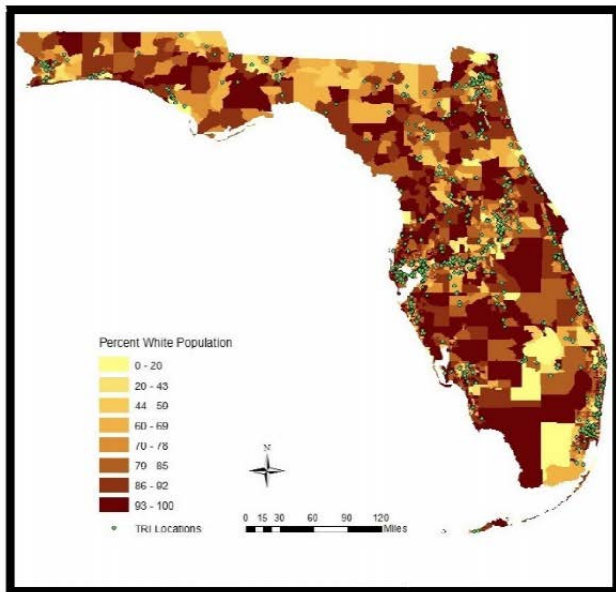 Percent White Population
0 - 20
20 - 43
44 - 59
60 - 69
70 - 78
79 - 85
86 - 92
93 - 100
TRI Locations
N
0 15 30 60 90 120
Miles